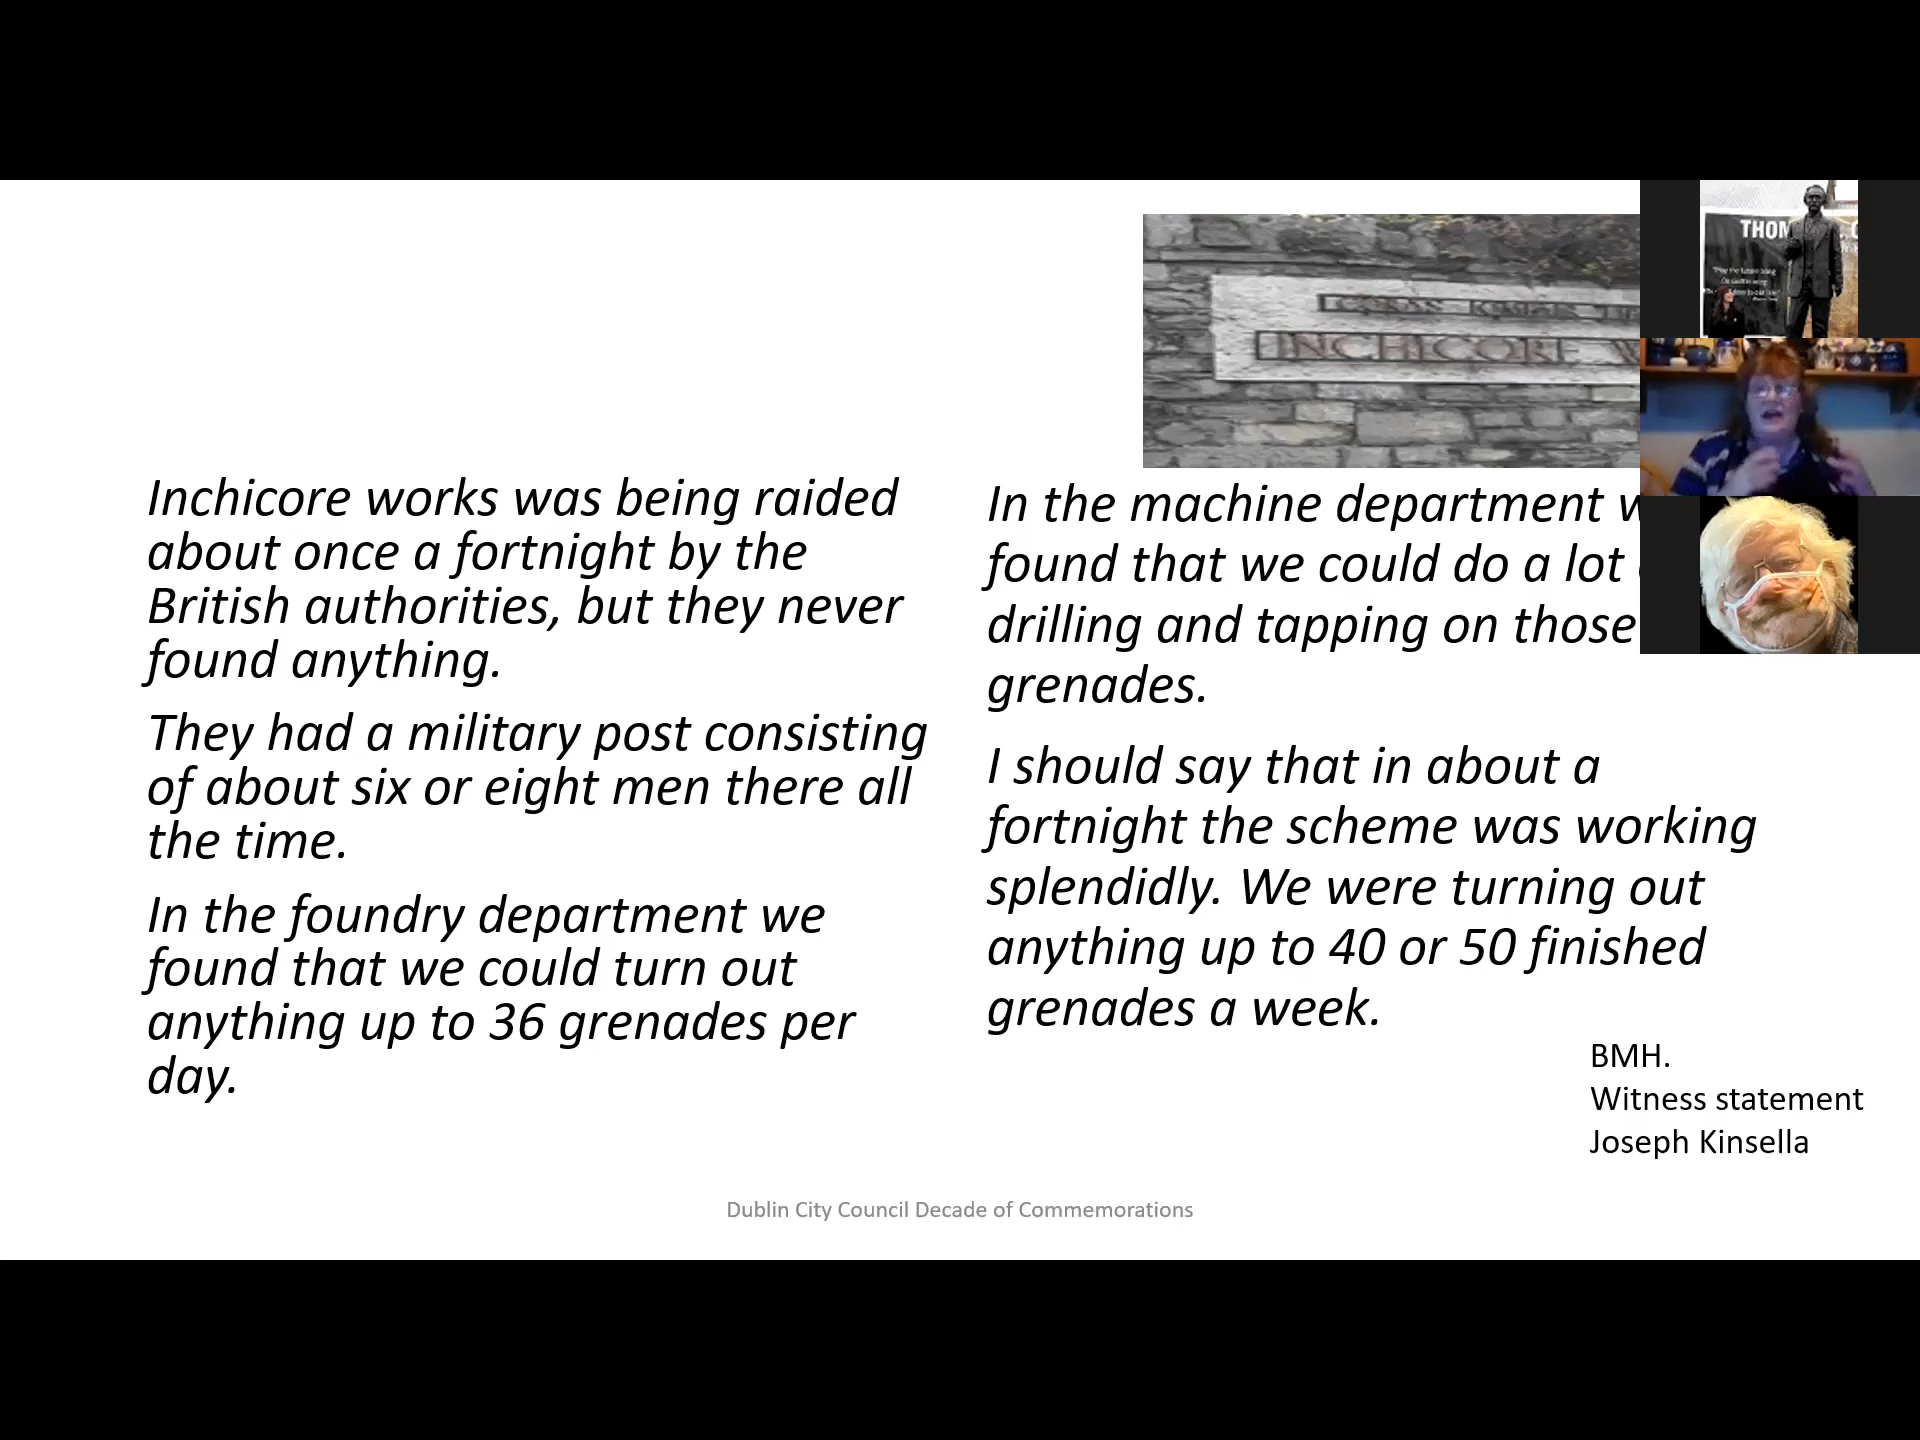 THOM
INCHICORE
Inchicore works was being raided
about once a fortnight by the
British authorities, but they never
found anything.
They had a military post consisting
of about six or eight men there all
the time.
In the foundry department we
found that we could turn out
anything up to 36 grenades per
day.
In the machine department
found that we could do a lot
drilling and tapping on those
grenades.
I should say that in about a
fortnight the scheme was working
splendidly. We were turning out
anything up to 40 or 50 finished
grenades a week.
BMH.
Witness statement
Joseph Kinsella
Dublin City Council Decade of Commemorations